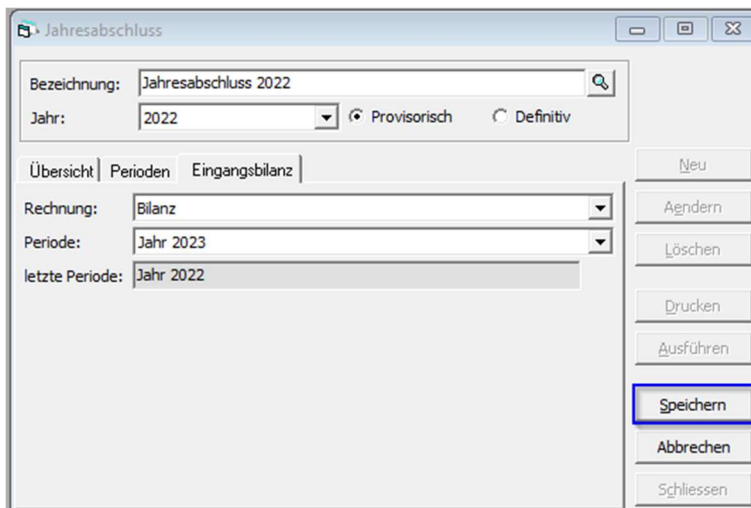 Jahresabschluss
Bezeichnung: Jahresabschluss 2022
Jahr: 2022 Provisorisch Definitiv
Übersicht Perioden Eingangsbilanz
Rechnung: Bilanz
Periode: Jahr 2023
letzte Periode: Jahr 2022
Neu
Aendern
Löschen
Drucken
Ausführen
Speichern
Abbrechen
Schliessen